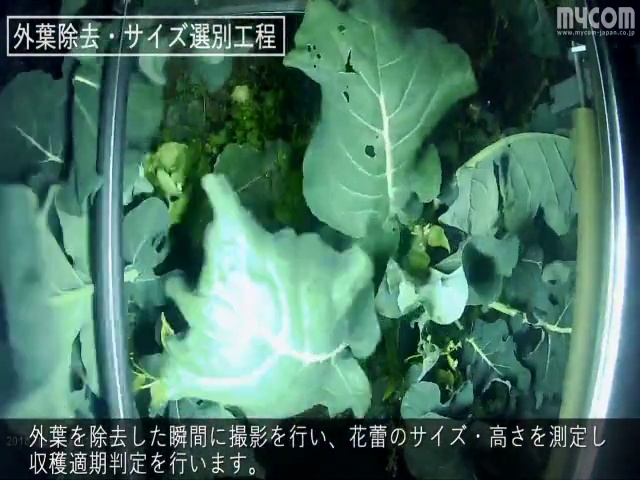 外葉除去・サイズ選別工程
mycom
www.mycom-japan.co.jp
外葉を除去した瞬間に撮影を行い、花蕾のサイズ・高さを測定し
収穫適期判定を行います。